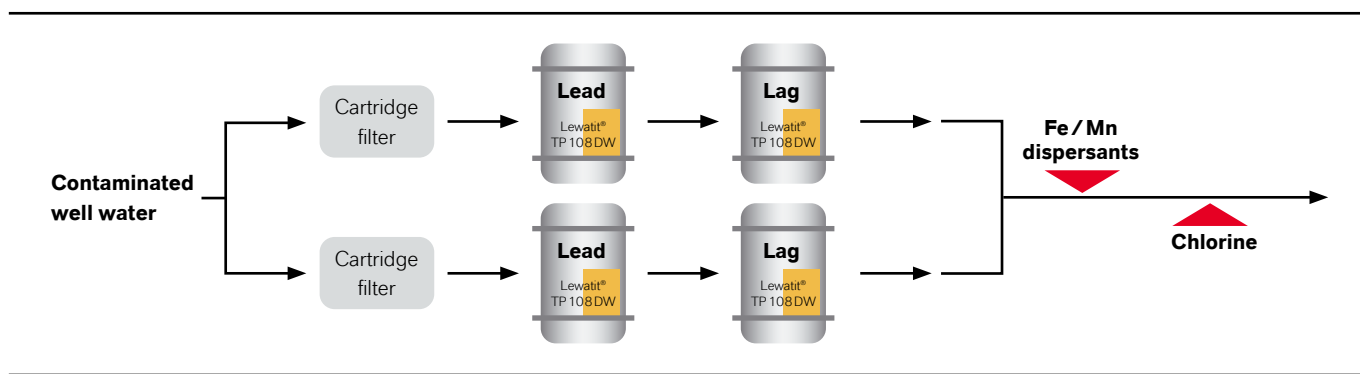 Contaminated
well water
Cartridge
filter
Lead
Lewatit®
TP 108 DW
Lag
Lewatit®
TP 108 DW
Cartridge
filter
Lead
Lewatit®
TP 108 DW
Lag
Lewatit®
TP 108 DW
Fe / Mn
dispersants
Chlorine